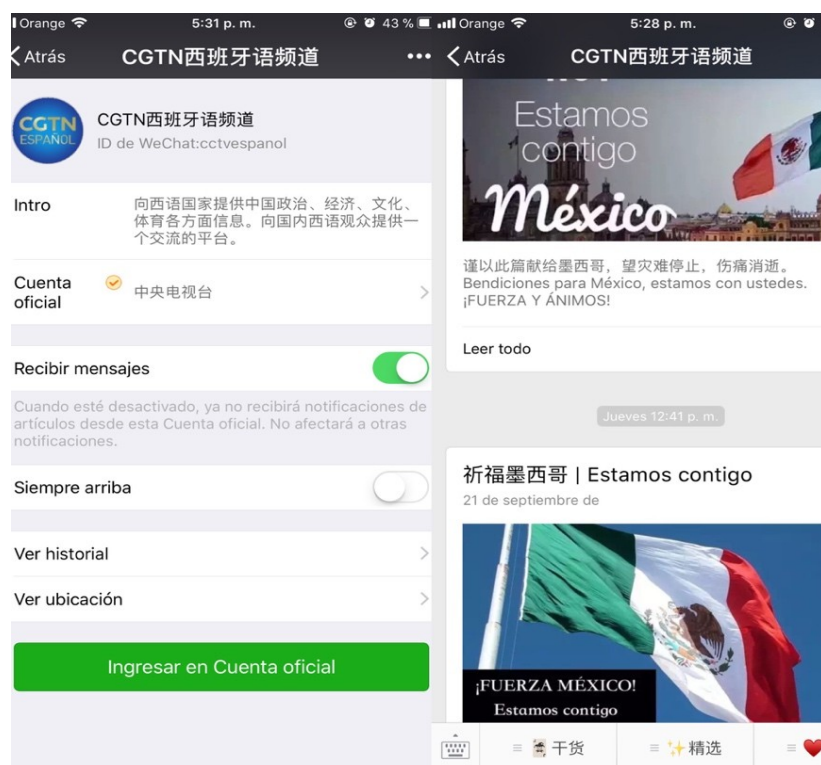 Orange 5:31 p. m. 43 %
Atrás CGTN西班牙语频道
CGTN
ESPAÑOL
CGTN西班牙语频道
ID de WeChat:cctvespanol
Intro
向西语国家提供中国政治、经济、文化、
体育各方面信息。向国内西语观众提供一
个交流的平台。
Cuenta
oficial
中央电视台
Recibir mensajes
Cuando esté desactivado, ya no recibirá notificaciones de
artículos desde esta Cuenta oficial. No afectará a otras
notificaciones.
Siempre arriba
Ver historial
Ver ubicación
Ingresar en Cuenta oficial
Orange 5:28 p. m.
Atrás CGTN西班牙语频道
Estamos
contigo
México
谨以此篇献给墨西哥，望灾难停止，伤痛消逝。
Bendiciones para México, estamos con ustedes.
¡FUERZA Y ÁNIMOS!
Leer todo
Jueves 12:41 p. m.
祈福墨西哥 | Estamos contigo
21 de septiembre de
¡FUERZA MÉXICO!
Estamos contigo
干货 精选